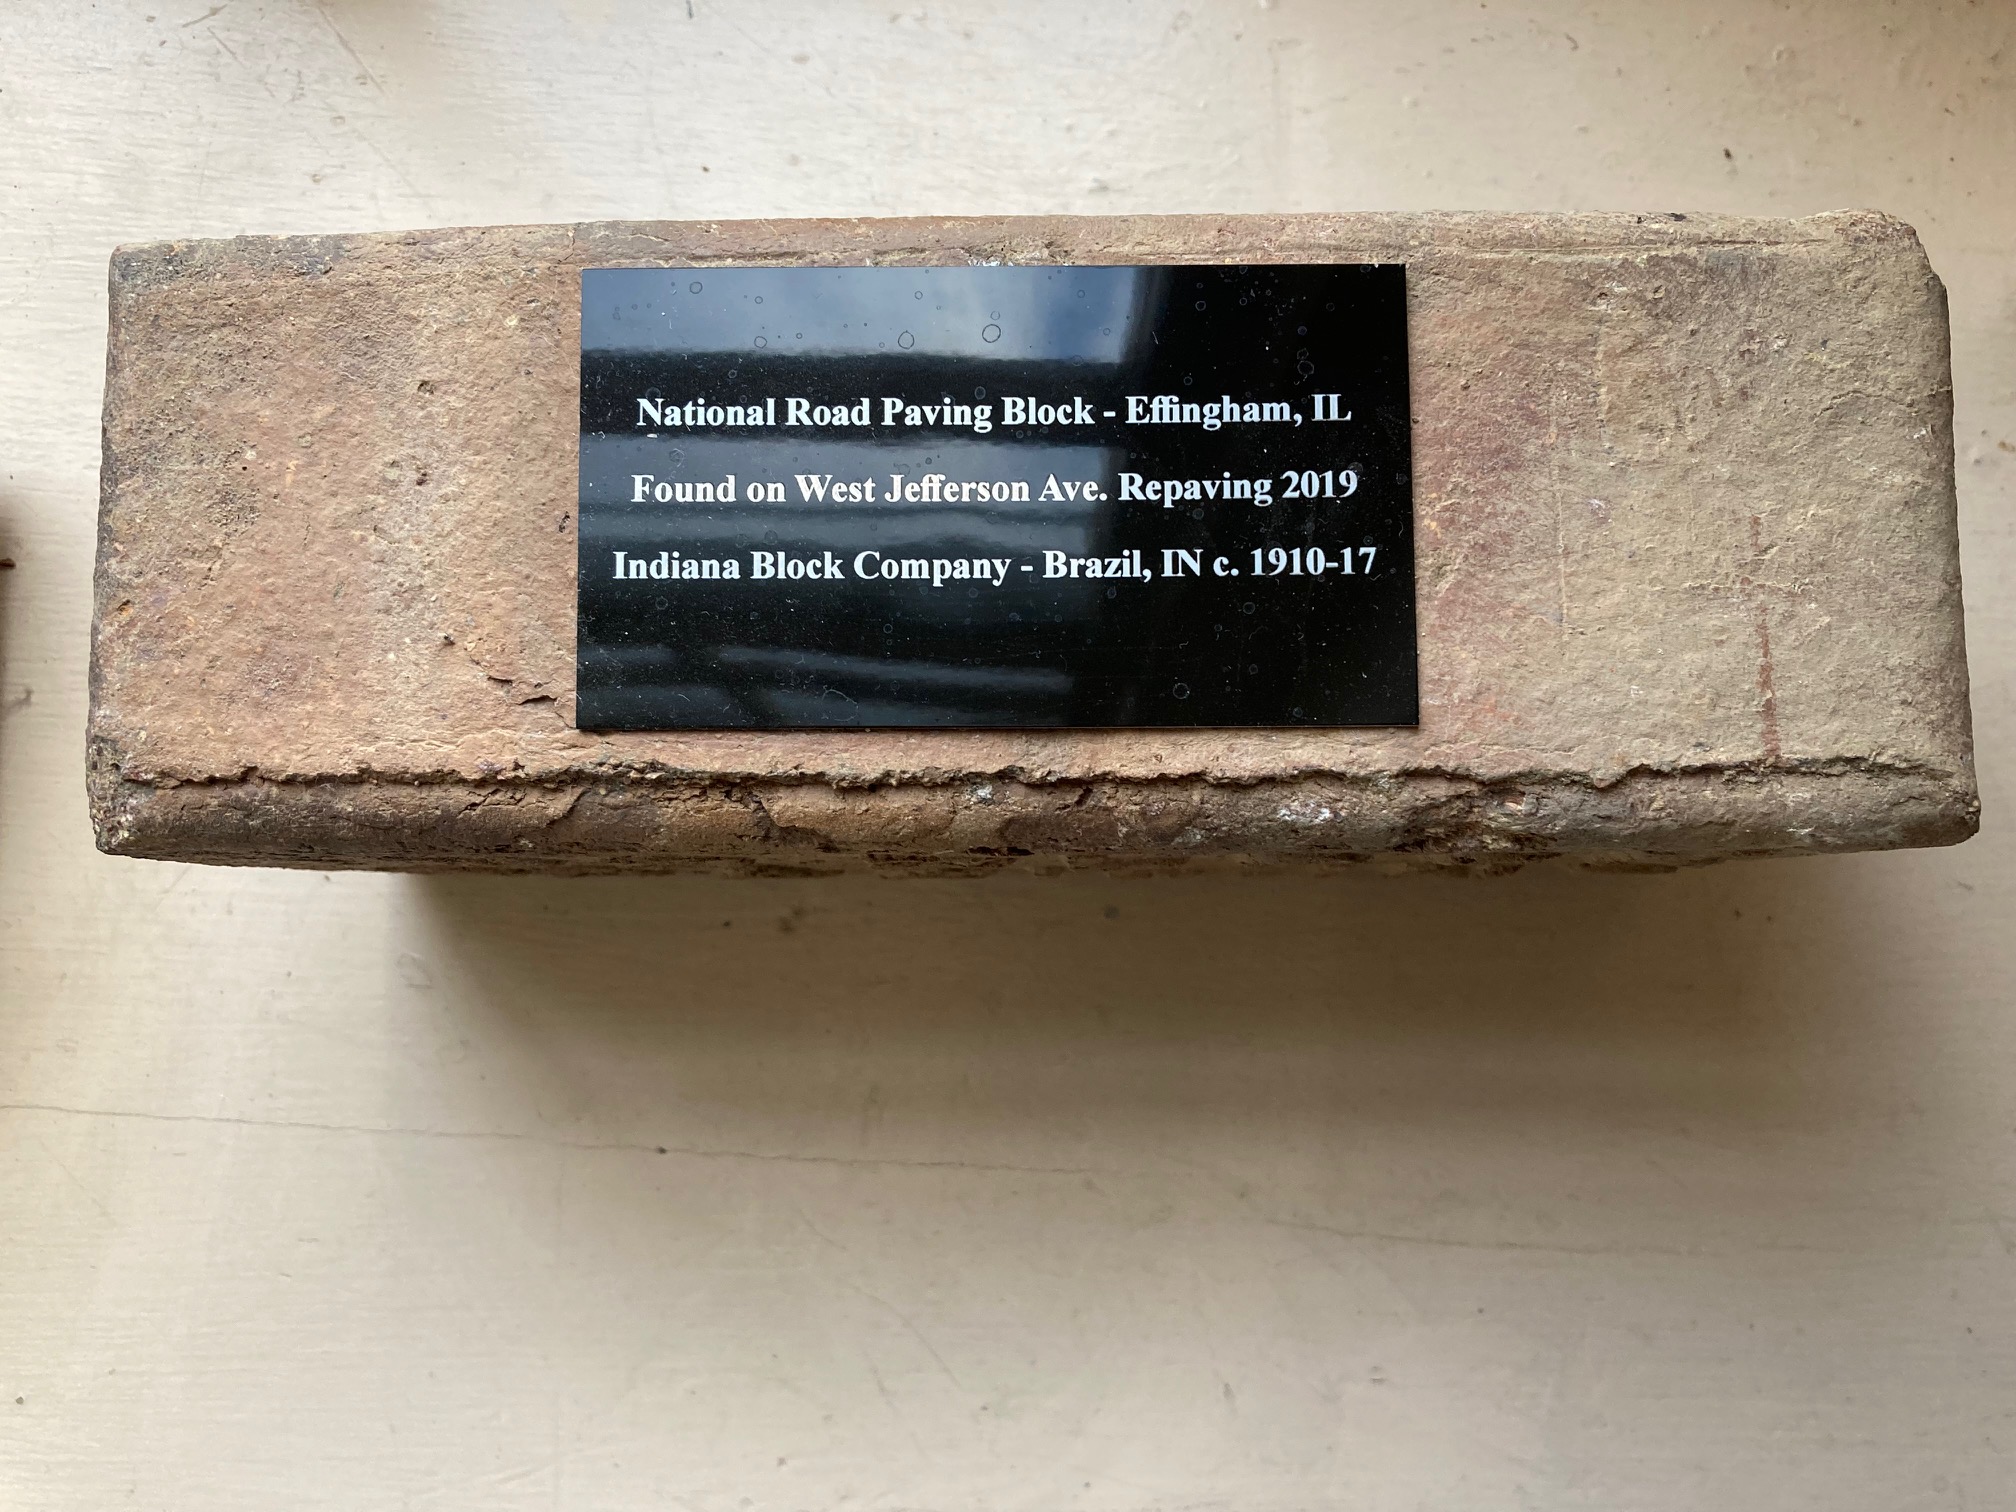 National Road Paving Block - Effingham, IL
Found on West Jefferson Ave. Repaving 2019
Indiana Block Company - Brazil, IN c. 1910-17